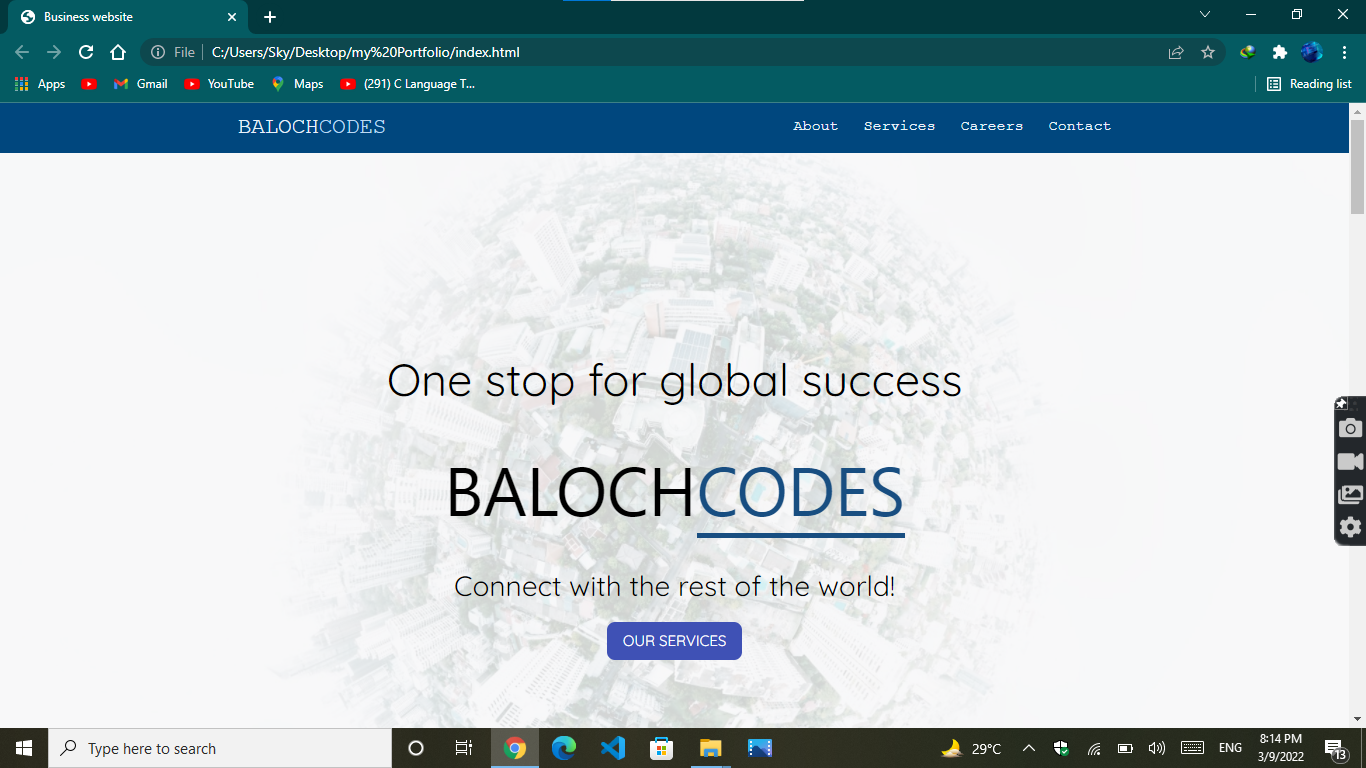 Business website
File
C:/Users/Sky/Desktop/my%20Portfolio/index.html
Apps
Gmail
YouTube
Maps
(291) C Language T...
Reading list
BALOCHCODES
About Services Careers Contact
One stop for global success
BALOCHCODES
Connect with the rest of the world!
OUR SERVICES
Type here to search
29°C
ENG
8:14 PM
3/9/2022
13